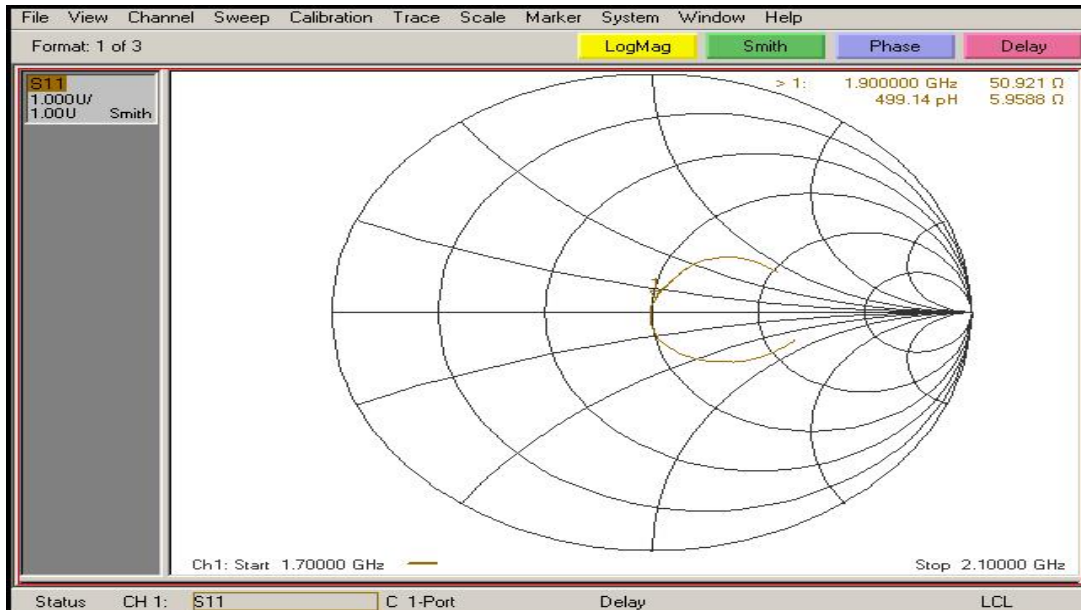 File View Channel Sweep Calibration Trace Scale Marker System Window Help
Format: 1 of 3 LogMag Smith Phase Delay
S11
1.000U/
1.00U Smith
> 1: 1.900000 GHz 50.921 Ω
499.14 pH 5.9588 Ω
1
Ch1: Start 1.70000 GHz Stop 2.10000 GHz
Status CH 1: S11 C 1-Port Delay LCL